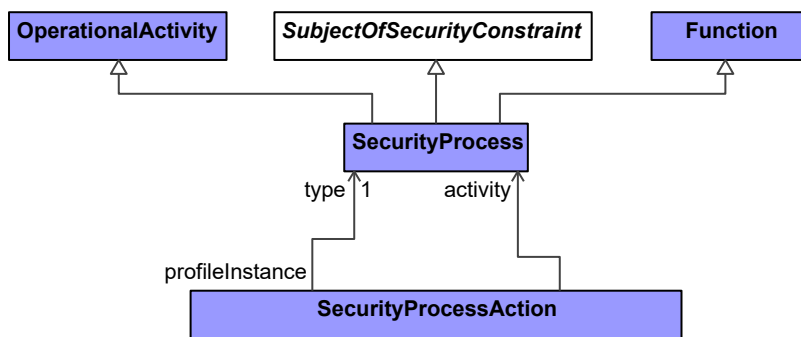 OperationalActivity
SubjectOfSecurityConstraint
Function
SecurityProcess
type 1
activity
profileInstance
SecurityProcessAction